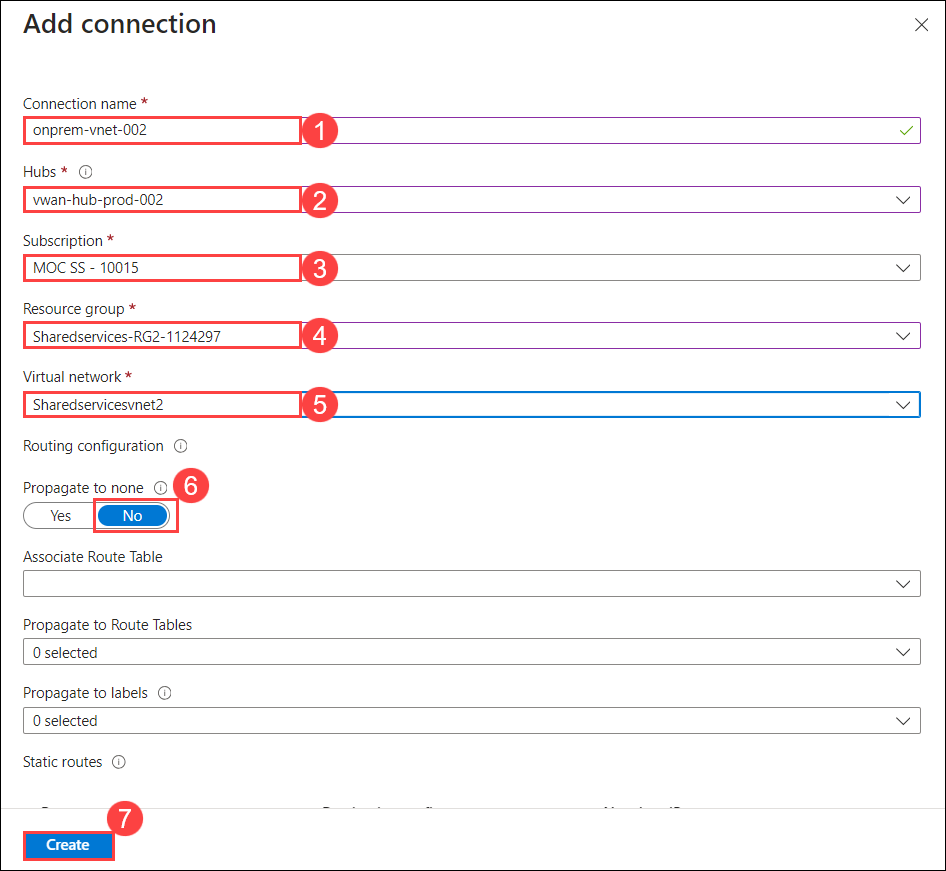 Add connection
Connection name *
onprem-vnet-002
1
Hubs *
vwan-hub-prod-002
2
Subscription *
MOC SS - 10015
3
Resource group *
Sharedservices-RG2-1124297
4
Virtual network *
Sharedservicesvnet2
5
Routing configuration
Propagate to none
6
Yes No
Associate Route Table
Propagate to Route Tables
0 selected
Propagate to labels
0 selected
Static routes
7
Create